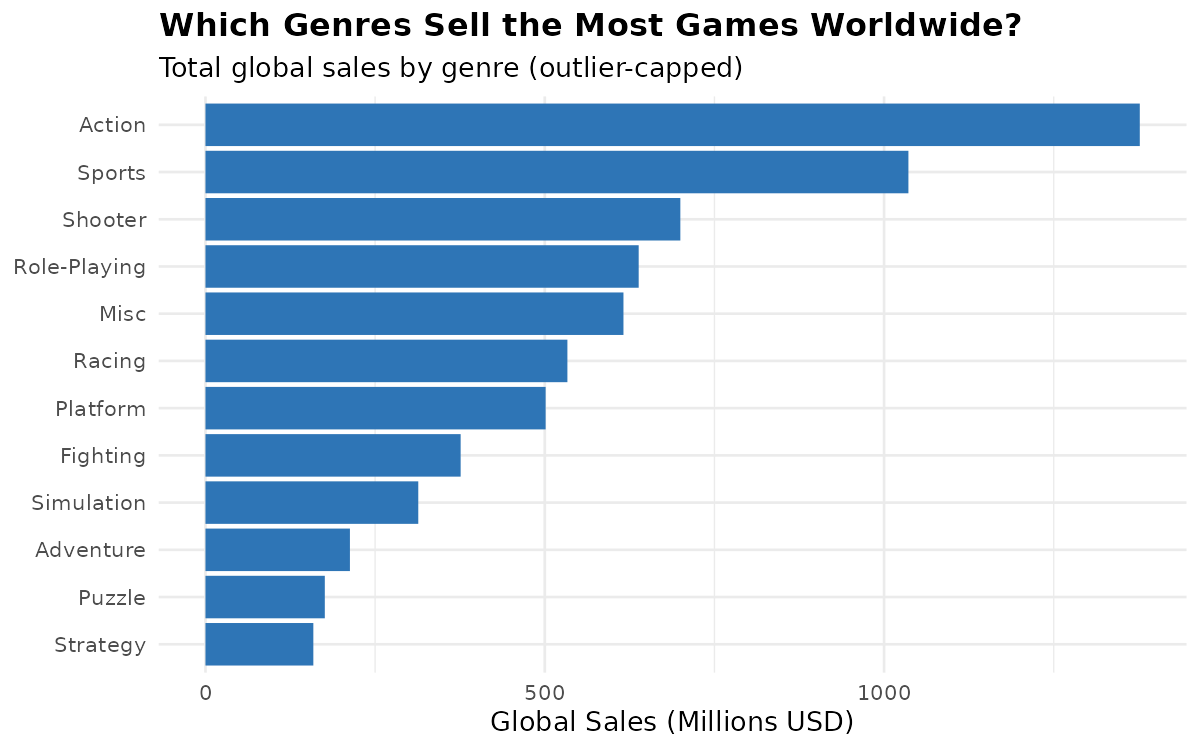 Which Genres Sell the Most Games Worldwide?
Total global sales by genre (outlier-capped)
Action
Sports
Shooter
Role-Playing
Misc
Racing
Platform
Fighting
Simulation
Adventure
Puzzle
Strategy
0 500 1000
Global Sales (Millions USD)